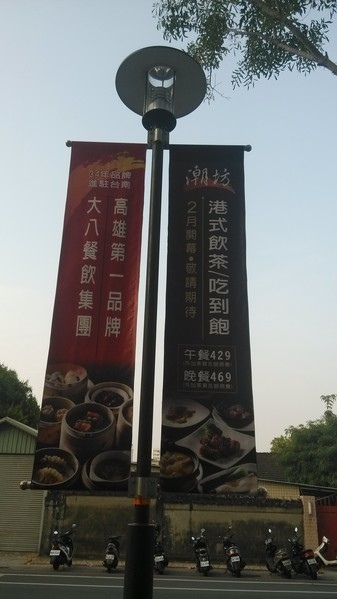 34年品牌
進駐台南
高雄第一品牌
大八餐飲集團
潮坊
港式飲茶/吃到飽
2月開幕·敬請期待
午餐429
晚餐469